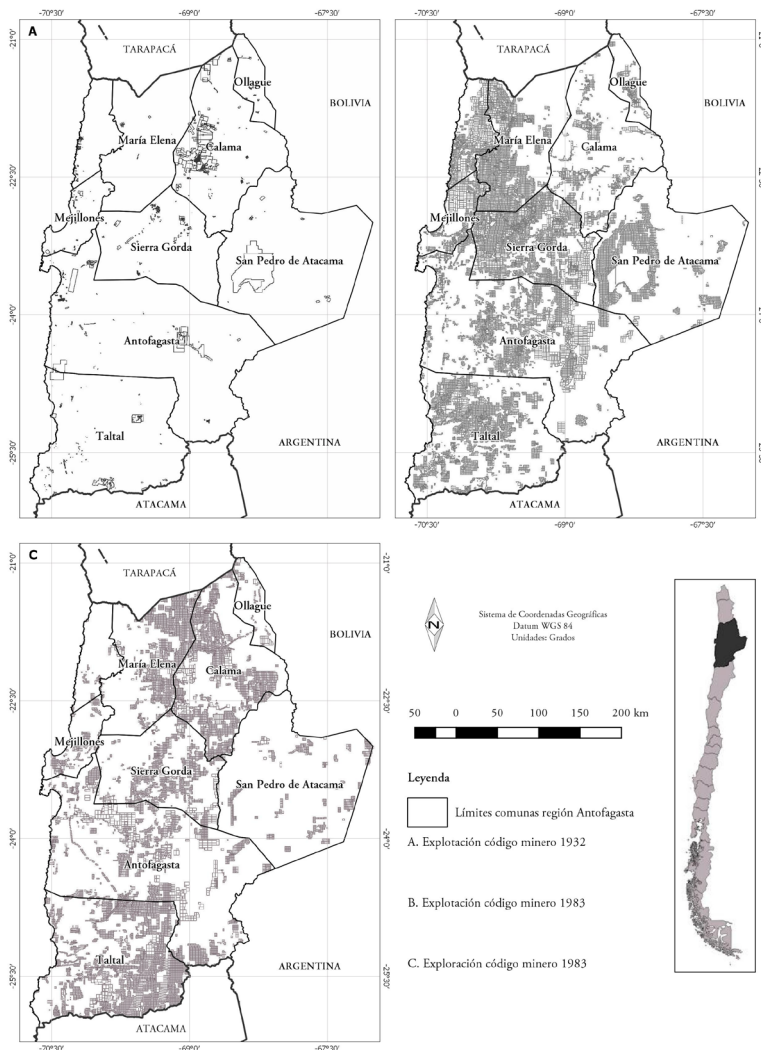 -70°30' -69°0' -67°30'
A
-21°0'
-22°30'
-24°0'
-25°30'
TARAPACÁ
Ollague
BOLIVIA
María Elena
Calama
Mejillones
Sierra Gorda
San Pedro de Atacama
Antofagasta
Taltal
ARGENTINA
ATACAMA
-70°30' -69°0' -67°30'
TARAPACÁ
Ollague
BOLIVIA
María Elena
Calama
Mejillones
Sierra Gorda
San Pedro de Atacama
Antofagasta
Taltal
ARGENTINA
ATACAMA
-70°30' -69°0' -67°30'
C
TARAPACÁ
Ollague
BOLIVIA
María Elena
Calama
Mejillones
Sierra Gorda
San Pedro de Atacama
Antofagasta
Taltal
ARGENTINA
ATACAMA
-21°0'
-22°30'
-24°0'
-25°30'
-70°30' -69°0' -67°30'
N
Sistema de Coordenadas Geográficas
Datum WGS 84
Unidades: Grados
50 0 50 100 150 200 km
Leyenda
Límites comunas región Antofagasta
A. Explotación código minero 1932
B. Explotación código minero 1983
C. Exploración código minero 1983